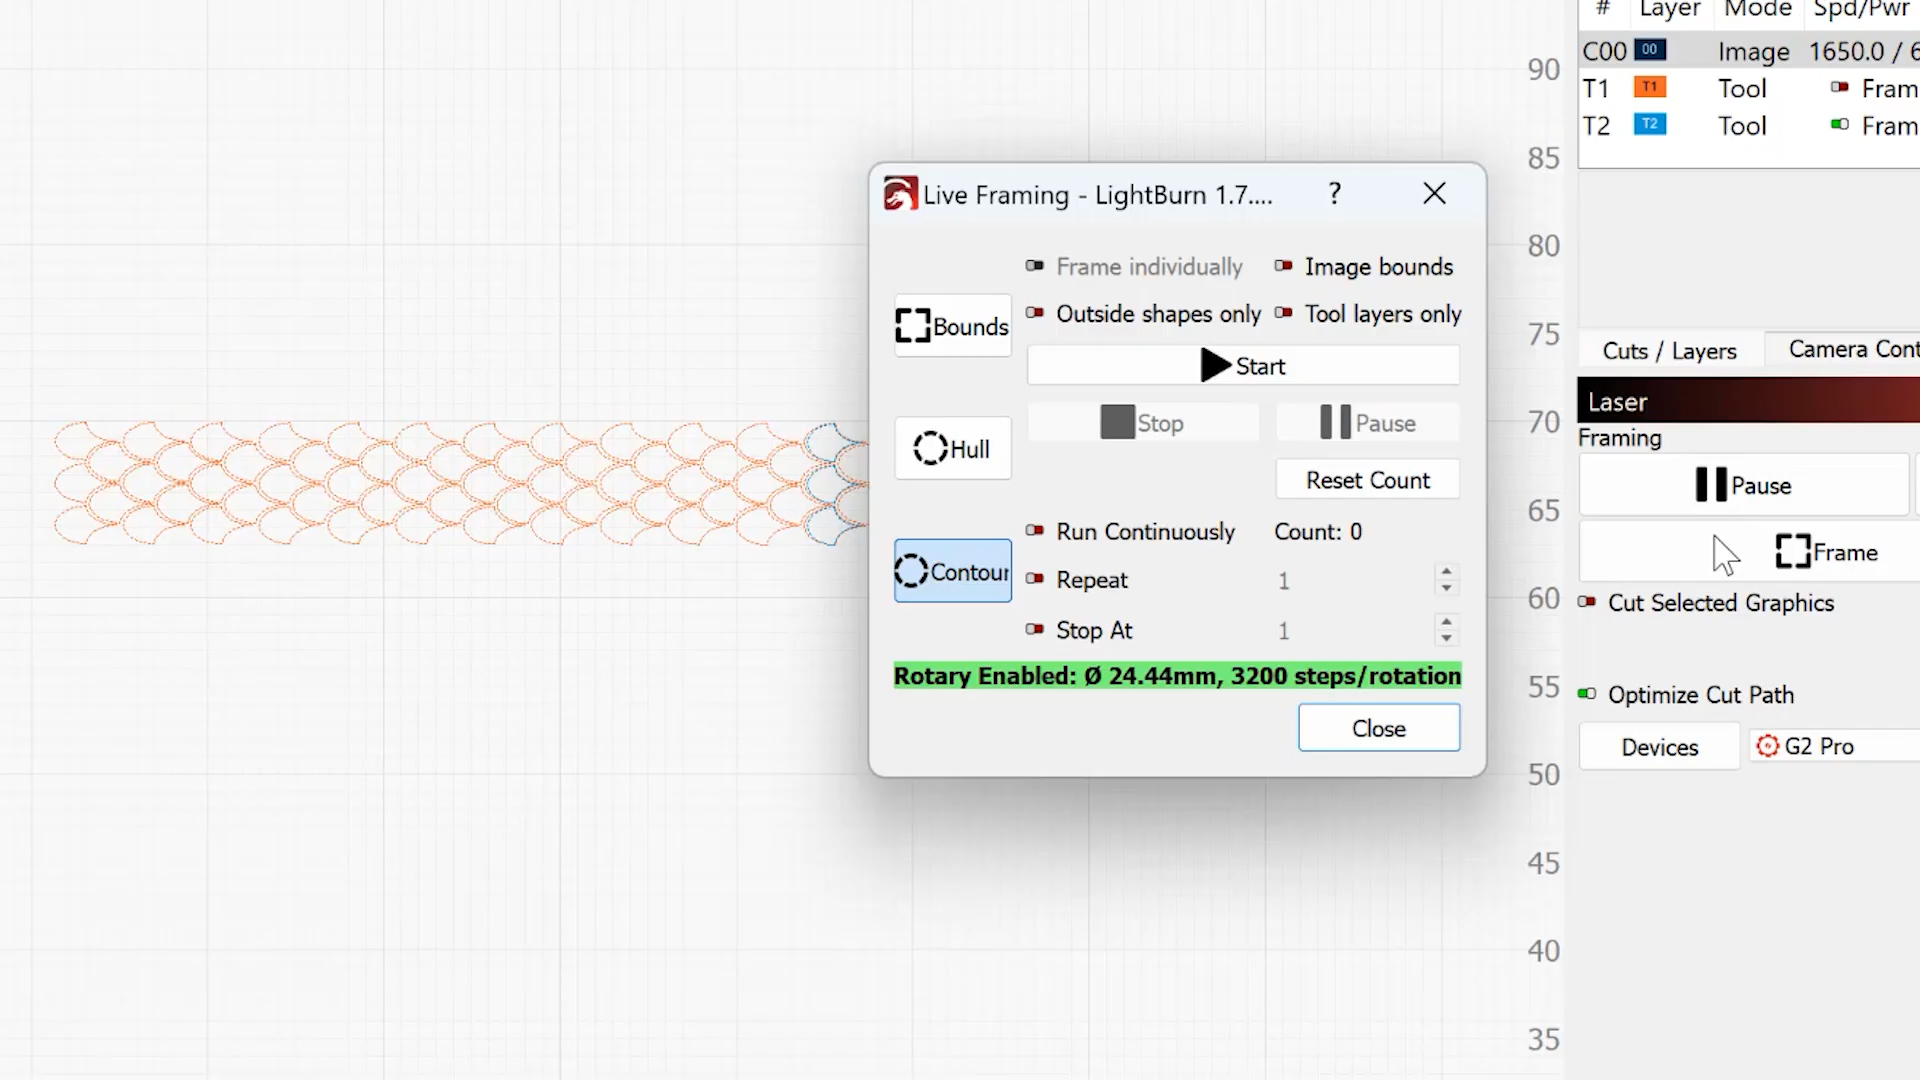 # Layer Mode Spd/Pwr
C00 00 Image 1650.0 / 6
T1 T1 Tool Fram
T2 T2 Tool Fram
90
85
80
75
70
65
60
55
50
45
40
35
Live Framing - LightBurn 1.7.... ?
Frame individually Image bounds
Outside shapes only Tool layers only
Bounds
Start
Stop Pause
Hull
Reset Count
Run Continuously Count: 0
Contour
Repeat 1
Stop At 1
Rotary Enabled: Ø 24.44mm, 3200 steps/rotation
Close
Cuts / Layers Camera Cont
Laser
Framing
Pause
Frame
Cut Selected Graphics
Optimize Cut Path
Devices G2 Pro